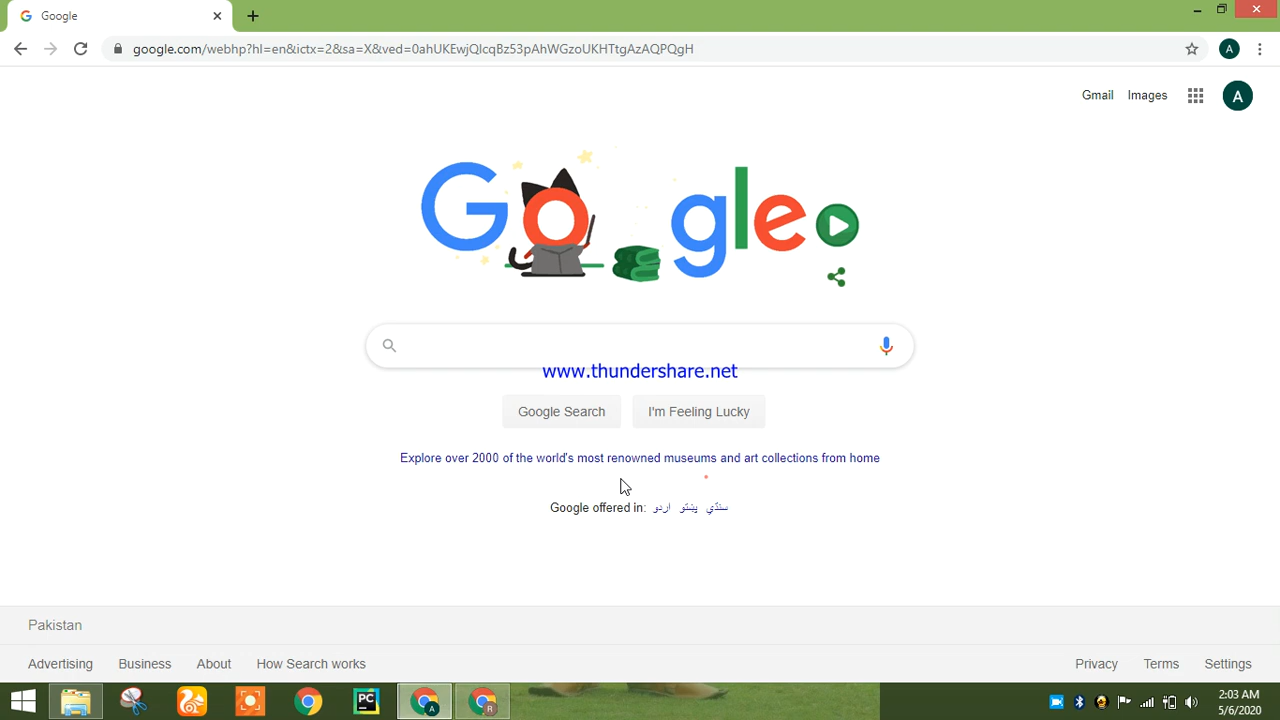 Google
google.com/webhp?hl=en&ictx=2&sa=X&ved=0ahUKEwjQlcqBz53pAhWGzoUKHTtgAzAQPQgH
A
Gmail
Images
A
Google
www.thundershare.net
Google Search
I'm Feeling Lucky
Explore over 2000 of the world's most renowned museums and art collections from home
Google offered in: اردو پښتو سنڌي
Pakistan
Advertising
Business
About
How Search works
Privacy
Terms
Settings
PC
A
R
2:03 AM
5/6/2020